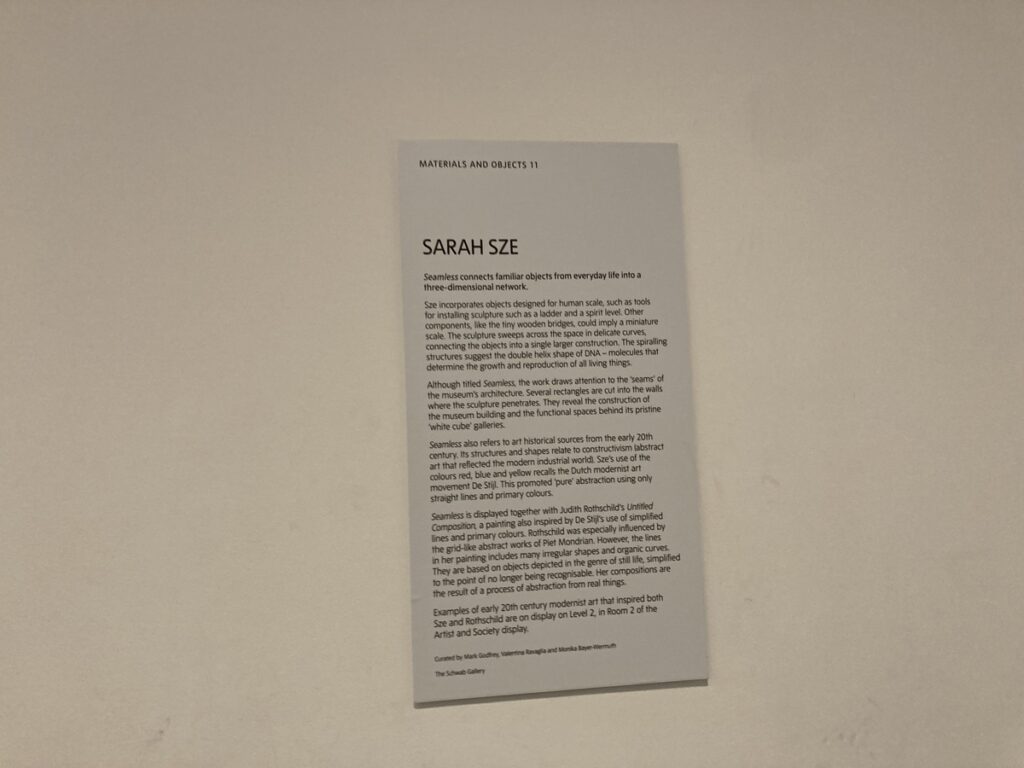 MATERIALS AND OBJECTS 11
SARAH SZE
Seamless connects familiar objects from everyday life into a
three-dimensional network.
Sze incorporates objects designed for human scale, such as tools
for installing sculpture such as a ladder and a spirit level. Other
components, like the tiny wooden bridges, could imply a miniature
scale. The sculpture sweeps across the space in delicate curves,
connecting the objects into a single larger construction. The spiralling
structures suggest the double helix shape of DNA – molecules that
determine the growth and reproduction of all living things.
Although titled Seamless, the work draws attention to the 'seams' of
the museum's architecture. Several rectangles are cut into the walls
where the sculpture penetrates. They reveal the construction of
the museum building and the functional spaces behind its pristine
'white cube' galleries.
Seamless also refers to art historical sources from the early 20th
century. Its structures and shapes relate to constructivism (abstract
art that reflected the modern industrial world). Sze's use of the
colours red, blue and yellow recalls the Dutch modernist art
movement De Stijl. This promoted 'pure' abstraction using only
straight lines and primary colours.
Seamless is displayed together with Judith Rothschild's Untitled
Composition, a painting also inspired by De Stijl's use of simplified
lines and primary colours. Rothschild was especially influenced by
the grid-like abstract works of Piet Mondrian. However, the lines
in her painting includes many irregular shapes and organic curves.
They are based on objects depicted in the genre of still life, simplified
to the point of no longer being recognisable. Her compositions are
the result of a process of abstraction from real things.
Examples of early 20th century modernist art that inspired both
Sze and Rothschild are on display on Level 2, in Room 2 of the
Artist and Society display.
Curated by Mark Godfrey, Valentina Ravaglia and Monika Bayer-Wermuth
The Schwab Gallery